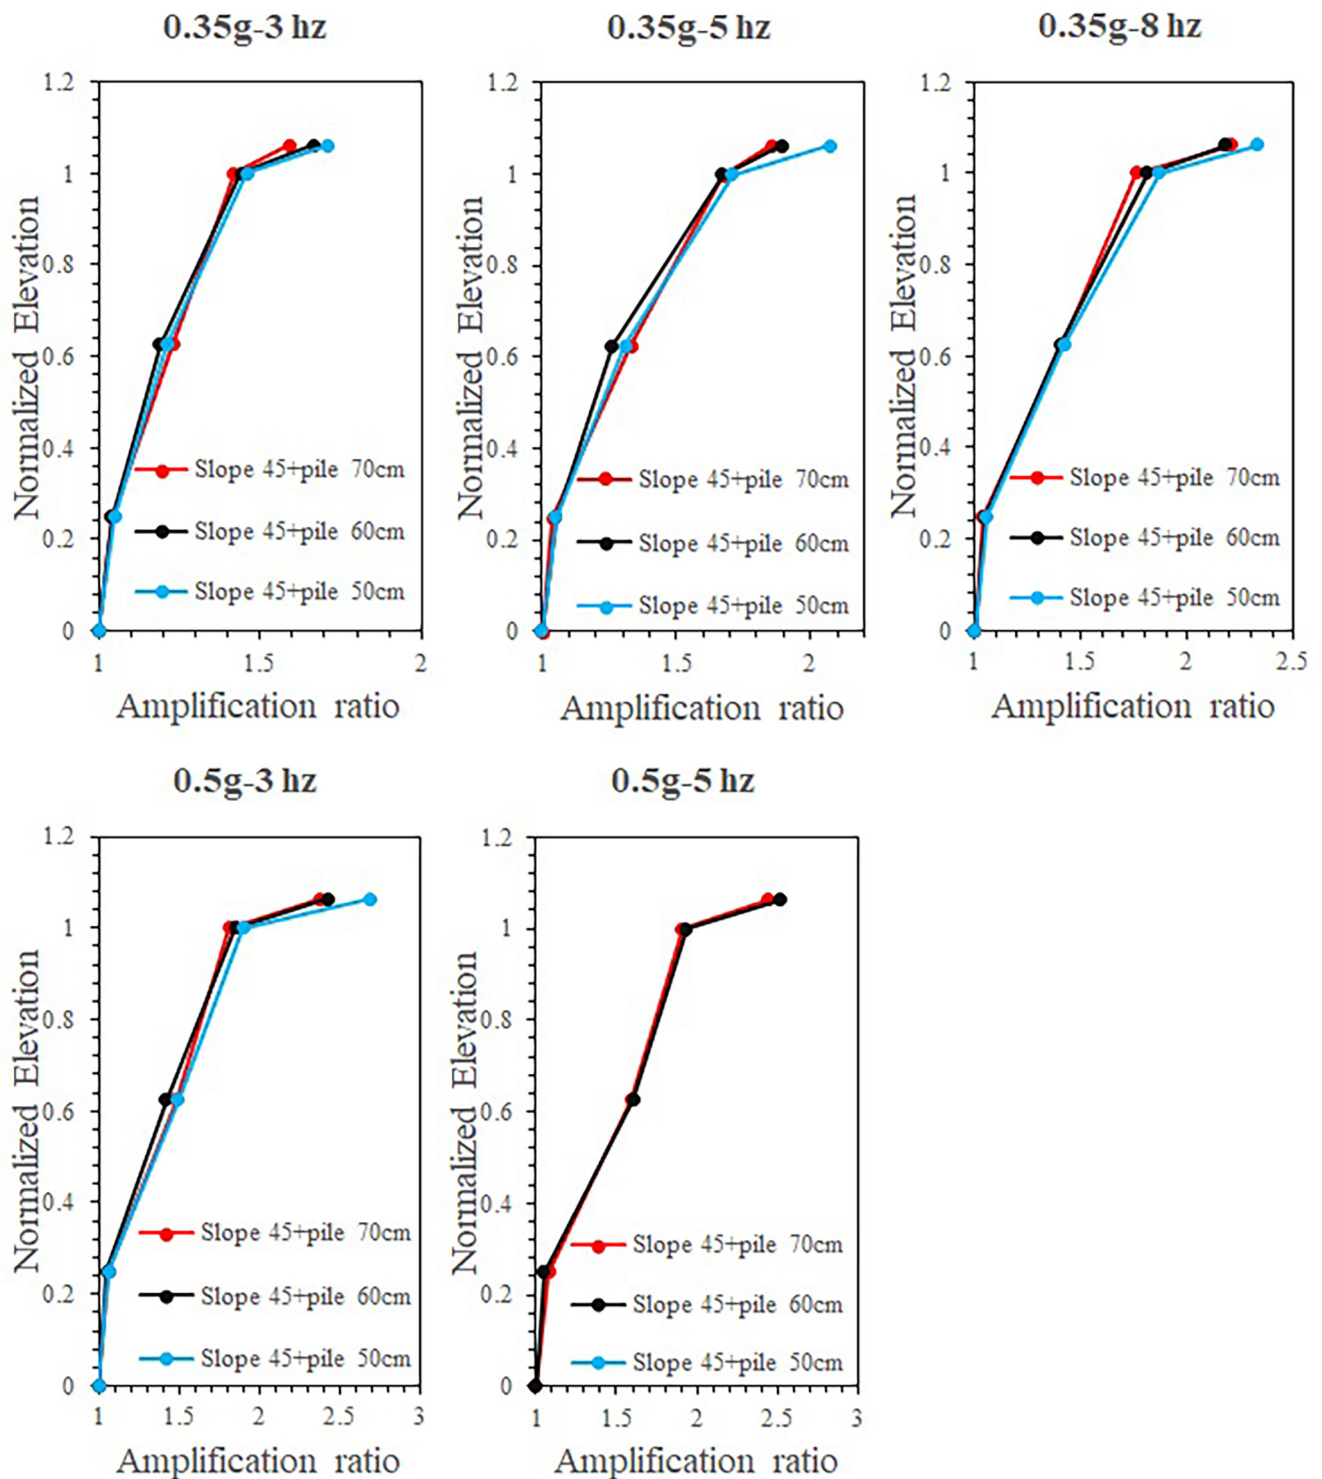 0.35g-3 hz
1.2
1
0.8
0.6
0.4
0.2
0
Normalized Elevation
Slope 45+pile 70cm
Slope 45+pile 60cm
Slope 45+pile 50cm
1 1.5 2
Amplification ratio
0.35g-5 hz
1.2
1
0.8
0.6
0.4
0.2
0
Normalized Elevation
Slope 45+pile 70cm
Slope 45+pile 60cm
Slope 45+pile 50cm
1 1.5 2
Amplification ratio
0.35g-8 hz
1.2
1
0.8
0.6
0.4
0.2
0
Normalized Elevation
Slope 45+pile 70cm
Slope 45+pile 60cm
Slope 45+pile 50cm
1 1.5 2 2.5
Amplification ratio
0.5g-3 hz
1.2
1
0.8
0.6
0.4
0.2
0
Normalized Elevation
Slope 45+pile 70cm
Slope 45+pile 60cm
Slope 45+pile 50cm
1 1.5 2 2.5 3
Amplification ratio
0.5g-5 hz
1.2
1
0.8
0.6
0.4
0.2
0
Normalized Elevation
Slope 45+pile 70cm
Slope 45+pile 60cm
Slope 45+pile 50cm
1 1.5 2 2.5 3
Amplification ratio